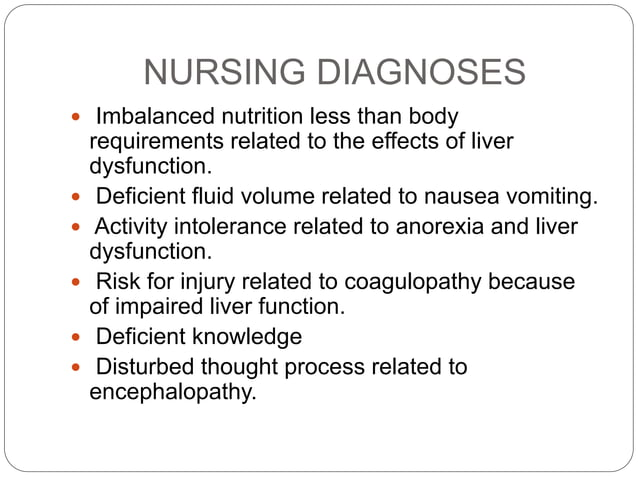 NURSING DIAGNOSES
• Imbalanced nutrition less than body
requirements related to the effects of liver
dysfunction.
• Deficient fluid volume related to nausea vomiting.
• Activity intolerance related to anorexia and liver
dysfunction.
• Risk for injury related to coagulopathy because
of impaired liver function.
• Deficient knowledge
• Disturbed thought process related to
encephalopathy.